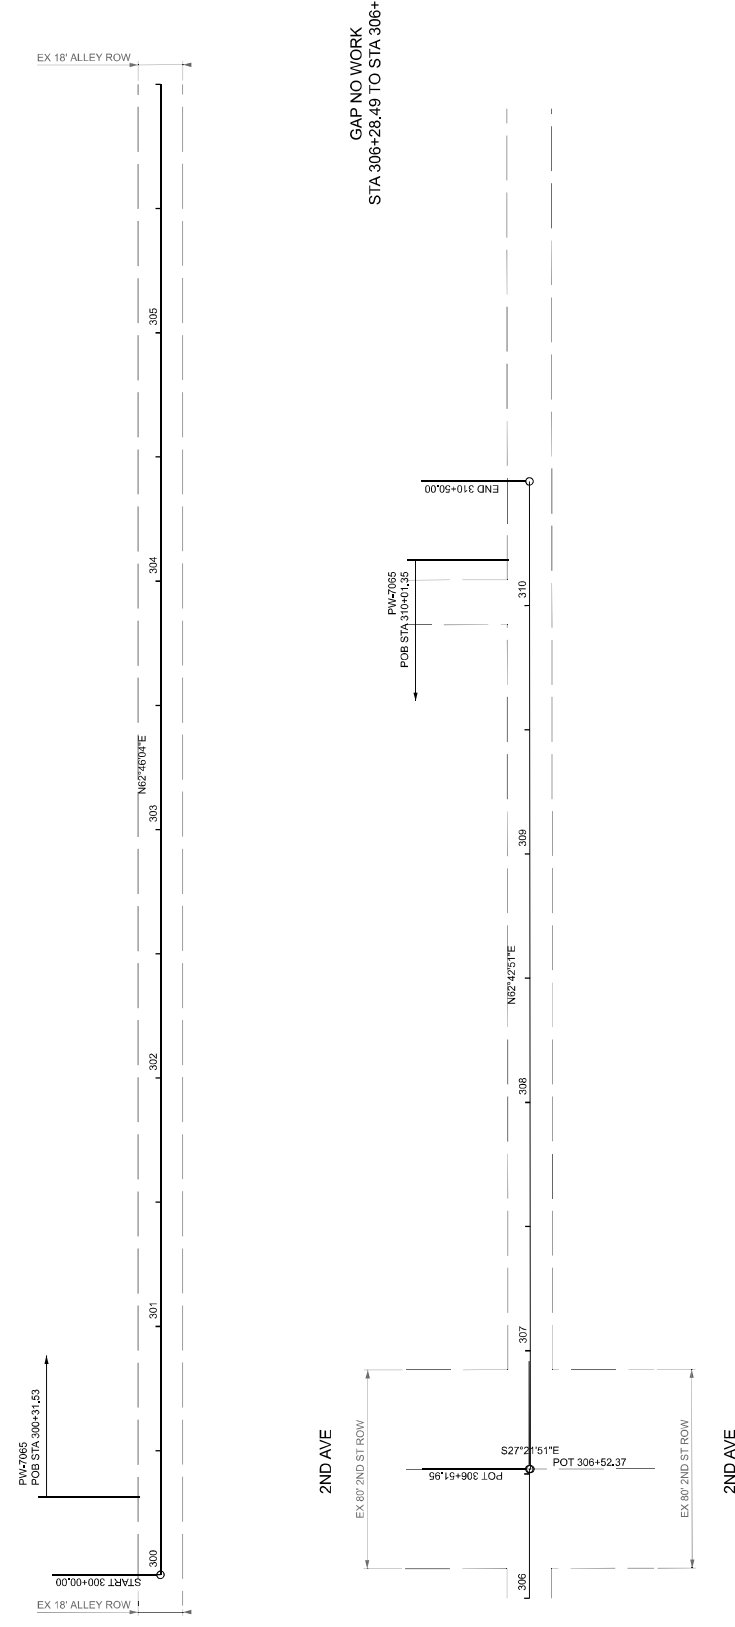 EX 18' ALLEY ROW
305
304
N62°46'04"E
303
302
301
PW-7065
POB STA 300+31.53
300
START 300+00.00
EX 18' ALLEY ROW
GAP NO WORK
STA 306+28.49 TO STA 306+
END 310+50.00
PW-7065
POB STA 310+01.35
310
309
N62°42'51"E
308
307
2ND AVE
EX 80' 2ND ST ROW
S27°21'51"E
POT 306+51.95
POT 306+52.37
EX 80' 2ND ST ROW
2ND AVE
306